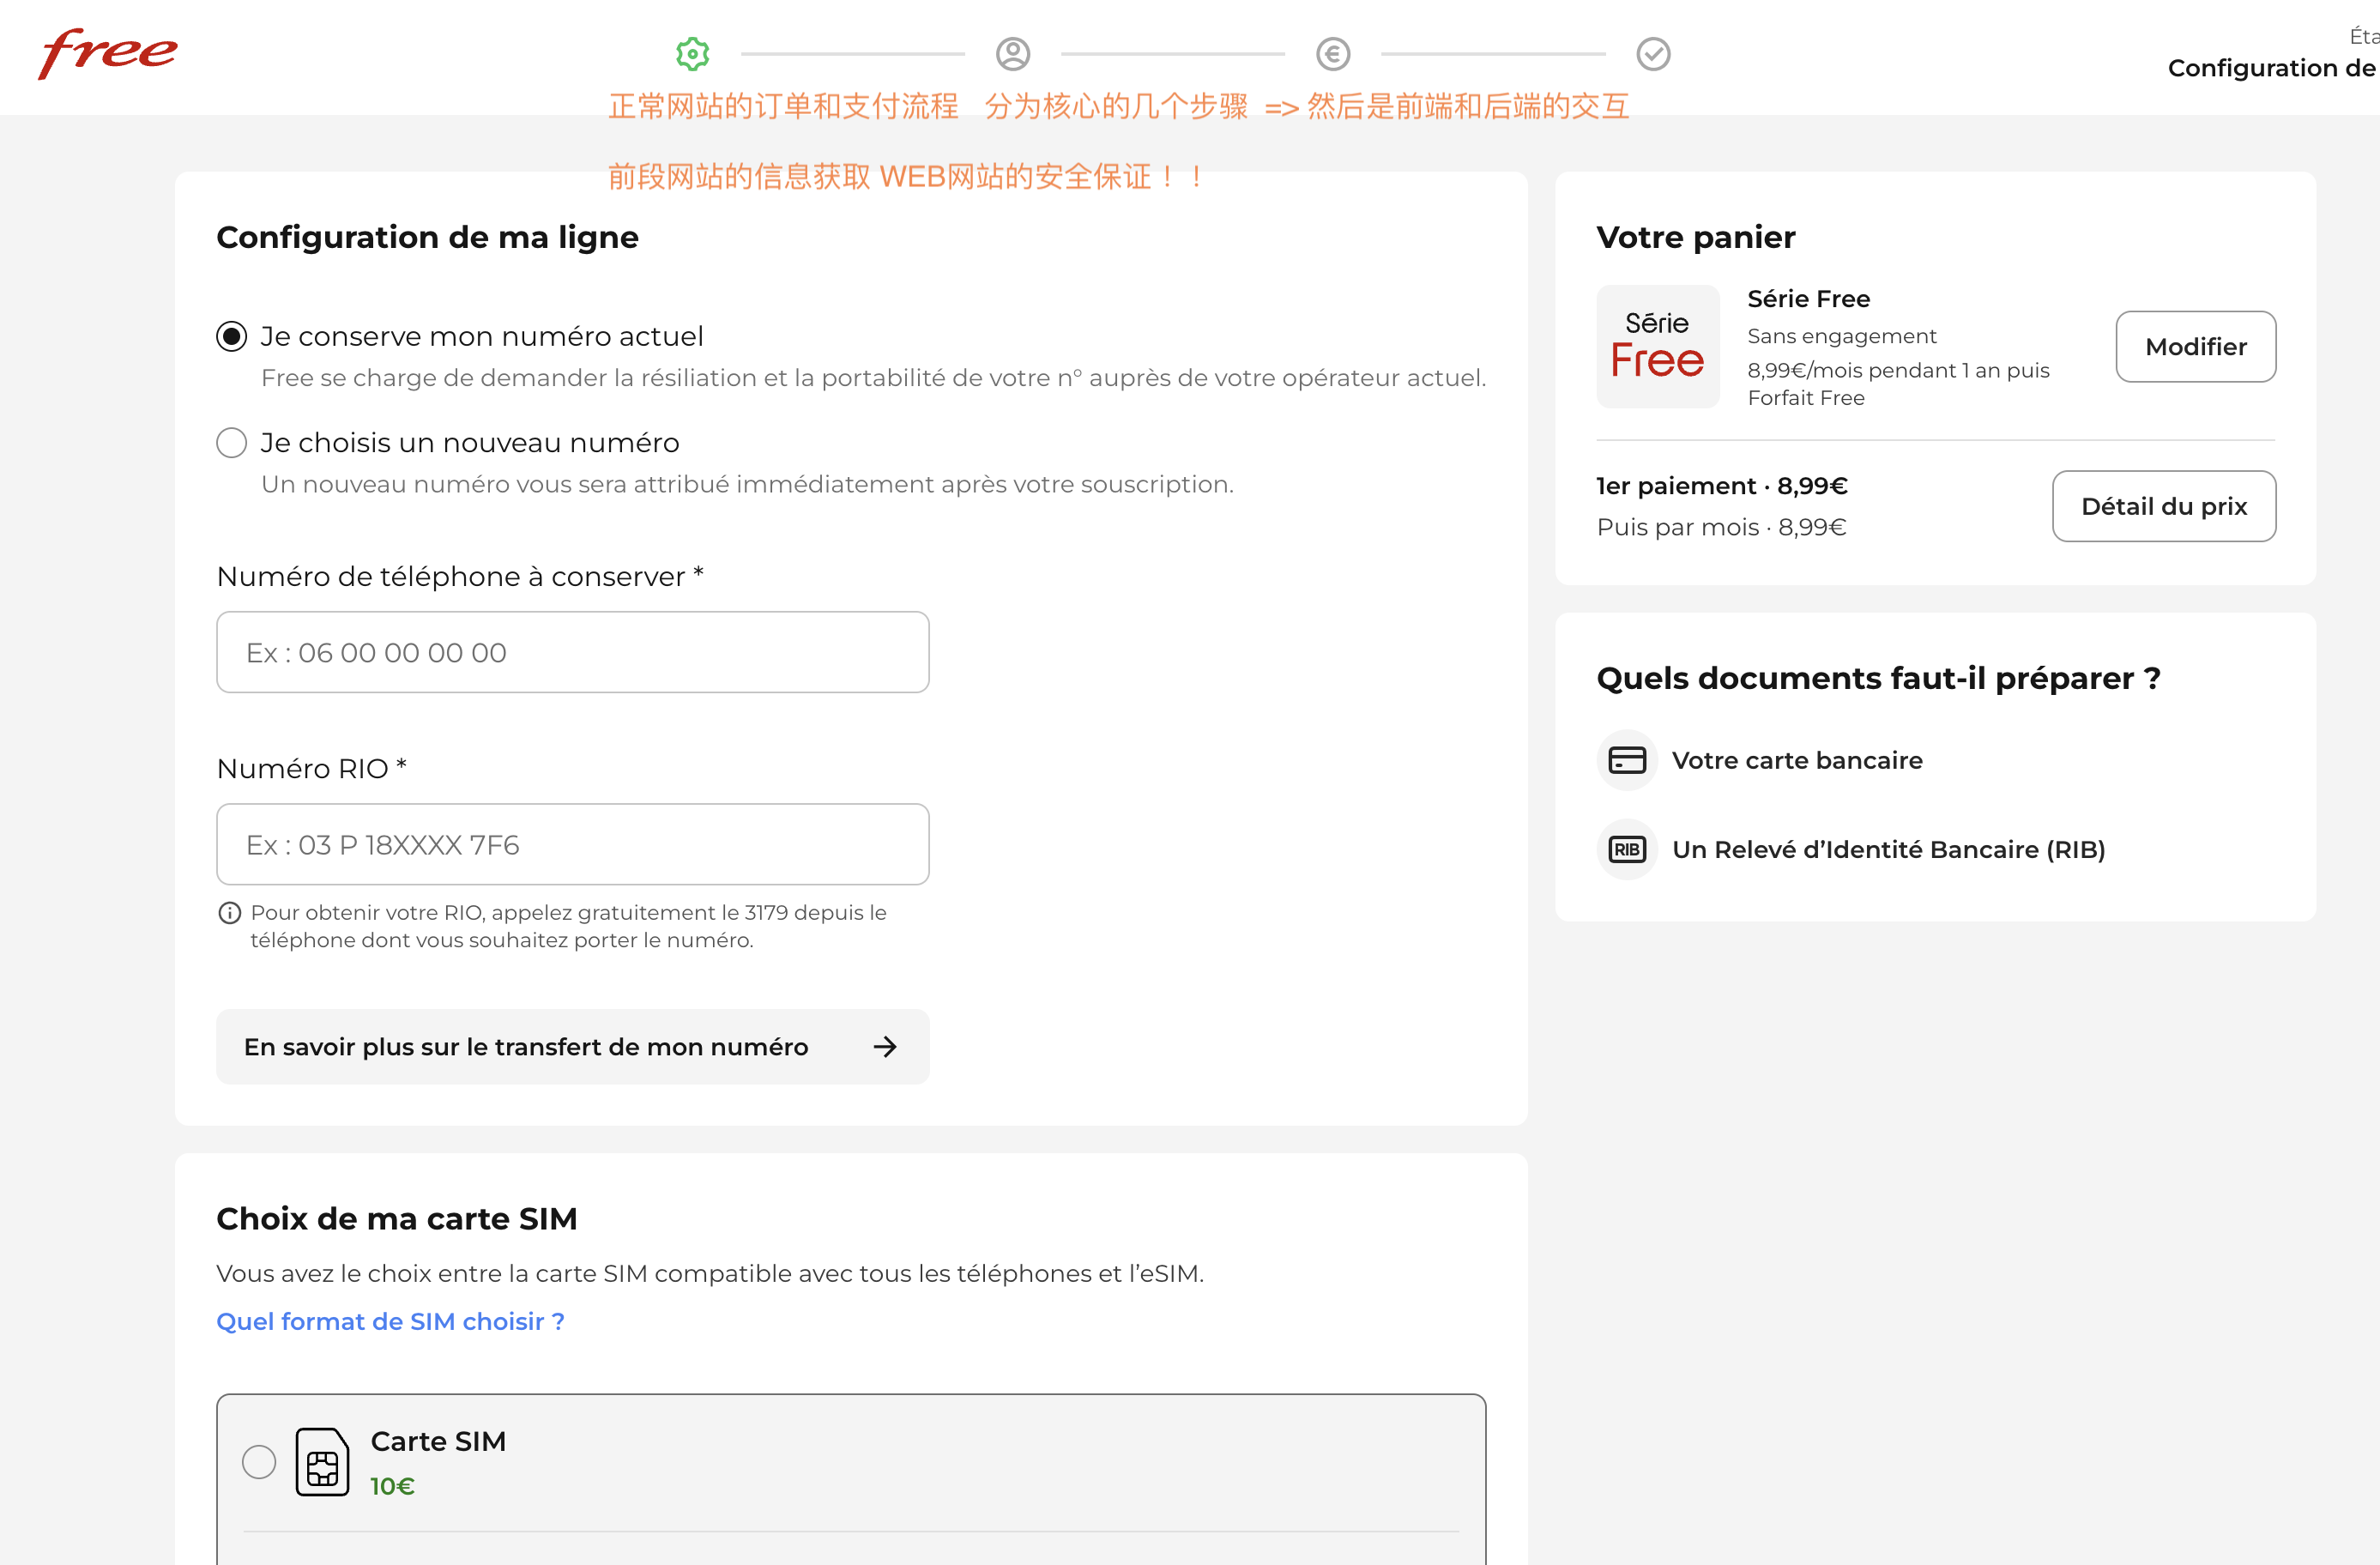 free
Éta
Configuration de
正常网站的订单和支付流程 分为核心的几个步骤 => 然后是前端和后端的交互
前段网站的信息获取 WEB网站的安全保证！！
Configuration de ma ligne
Je conserve mon numéro actuel
Free se charge de demander la résiliation et la portabilité de votre n° auprès de votre opérateur actuel.
Je choisis un nouveau numéro
Un nouveau numéro vous sera attribué immédiatement après votre souscription.
Numéro de téléphone à conserver *
Ex : 06 00 00 00 00
Numéro RIO *
Ex : 03 P 18XXXX 7F6
Pour obtenir votre RIO, appelez gratuitement le 3179 depuis le
téléphone dont vous souhaitez porter le numéro.
En savoir plus sur le transfert de mon numéro
Choix de ma carte SIM
Vous avez le choix entre la carte SIM compatible avec tous les téléphones et l’eSIM.
Quel format de SIM choisir ?
Carte SIM
10€
Votre panier
Série
Free
Série Free
Sans engagement
8,99€/mois pendant 1 an puis
Forfait Free
Modifier
1er paiement · 8,99€
Puis par mois · 8,99€
Détail du prix
Quels documents faut-il préparer ?
Votre carte bancaire
RIB
Un Relevé d’Identité Bancaire (RIB)